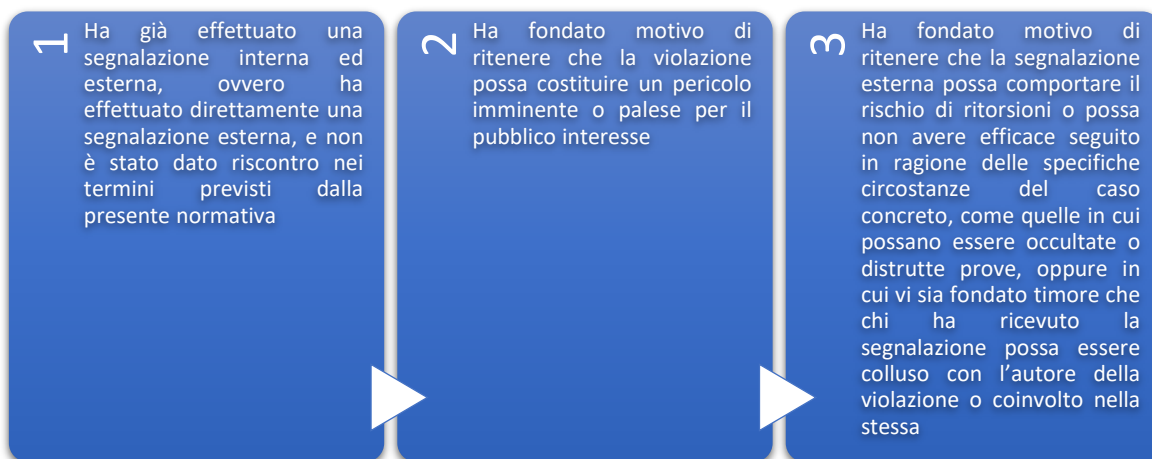 1
Ha già effettuato una
segnalazione interna ed
esterna, ovvero ha
effettuato direttamente una
segnalazione esterna, e non
è stato dato riscontro nei
termini previsti dalla
presente normativa
2
Ha fondato motivo di
ritenere che la violazione
possa costituire un pericolo
imminente o palese per il
pubblico interesse
3
Ha fondato motivo di
ritenere che la segnalazione
esterna possa comportare il
rischio di ritorsioni o possa
non avere efficace seguito
in ragione delle specifiche
circostanze del caso
concreto, come quelle in cui
possano essere occultate o
distrutte prove, oppure in
cui vi sia fondato timore che
chi ha ricevuto la
segnalazione possa essere
colluso con l’autore della
violazione o coinvolto nella
stessa